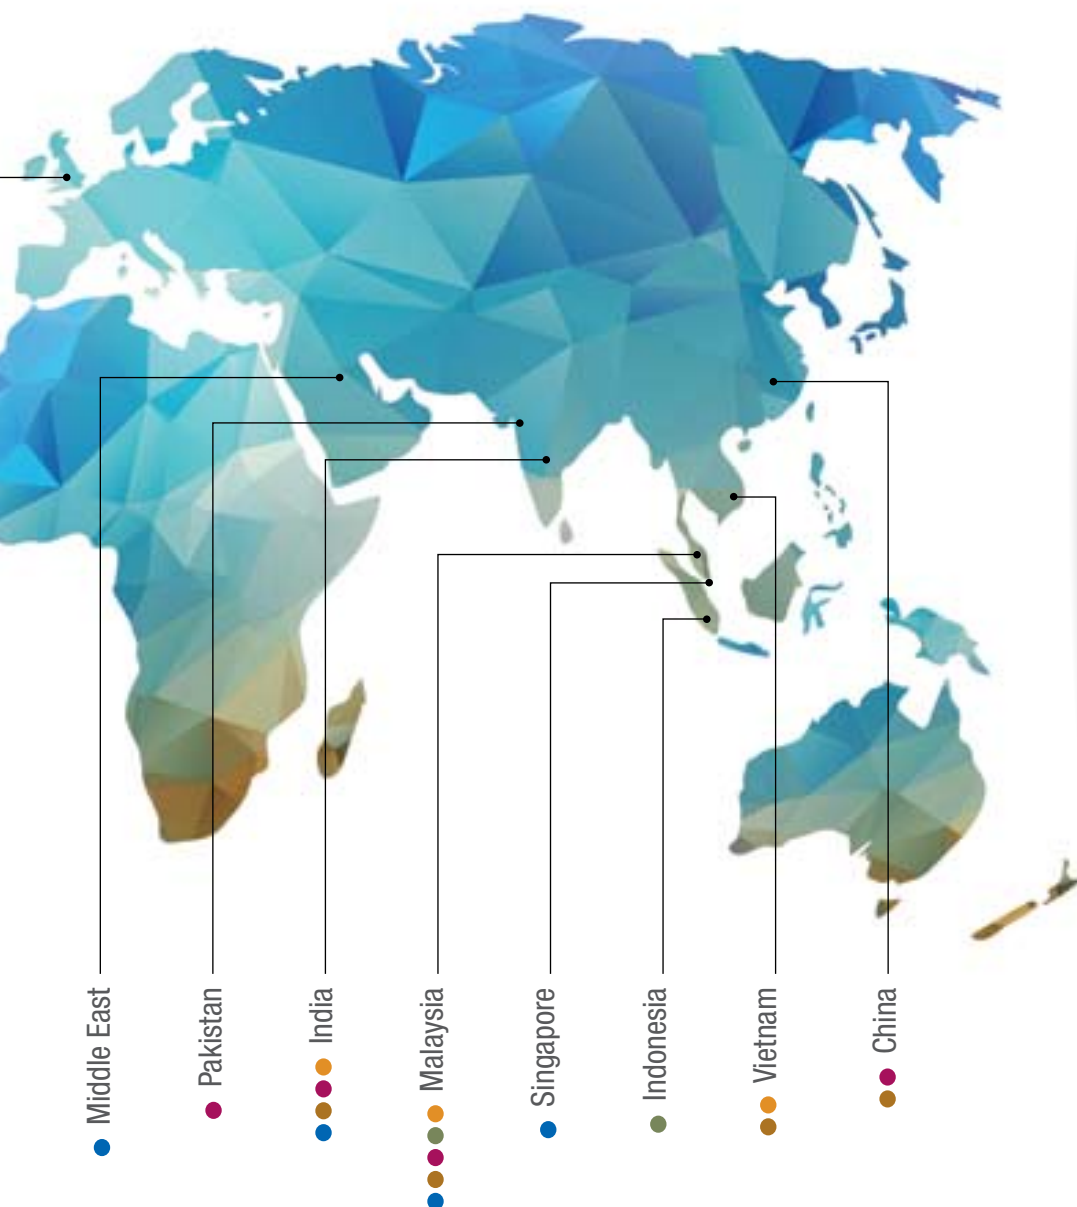 Middle East
Pakistan
India
Malaysia
Singapore
Indonesia
Vietnam
China